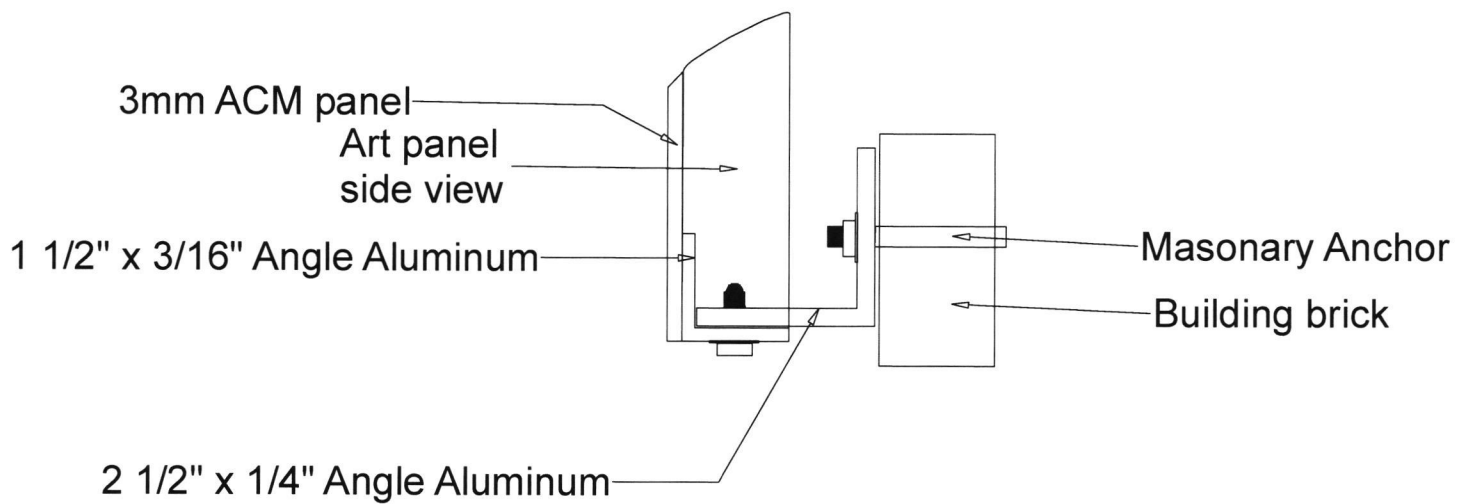 3mm ACM panel
Art panel
side view
1 1/2" x 3/16" Angle Aluminum
Masonary Anchor
Building brick
2 1/2" x 1/4" Angle Aluminum